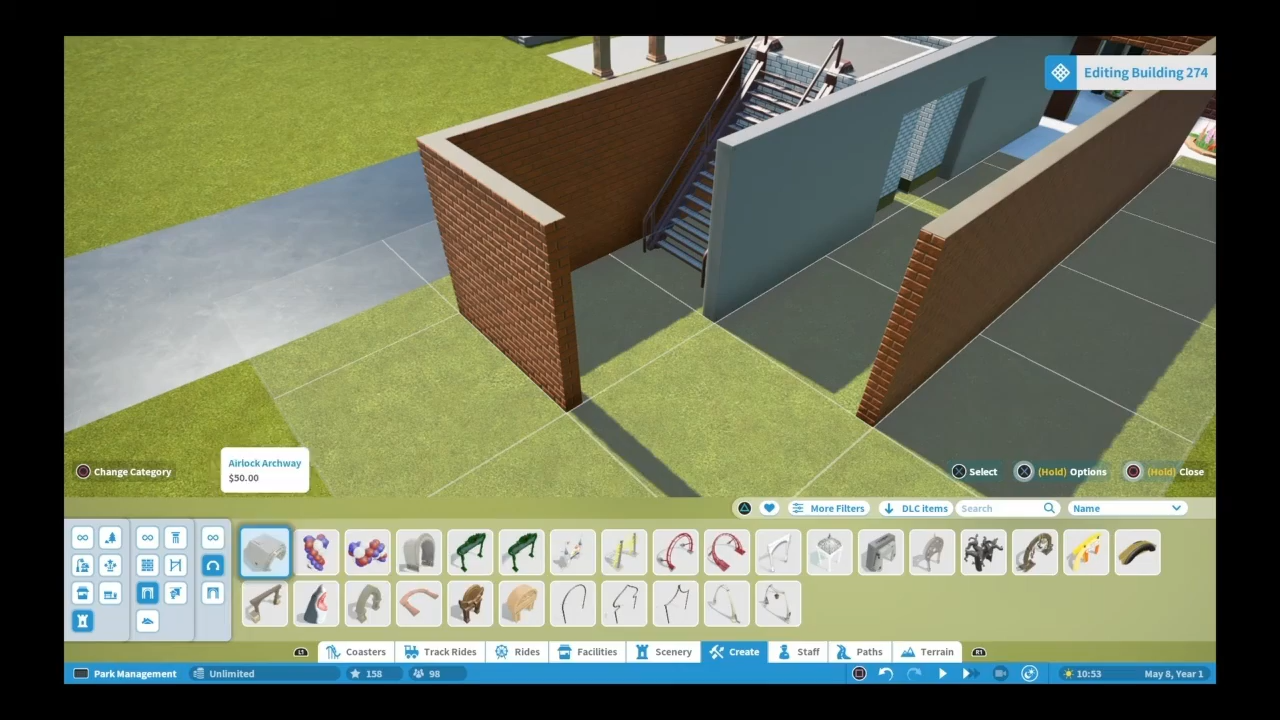 Editing Building 274
Airlock Archway
$50.00
Change Category
Select
(Hold) Options
(Hold) Close
More Filters
DLC items
Search
Name
L1
Coasters
Track Rides
Rides
Facilities
Scenery
Create
Staff
Paths
Terrain
R1
Park Management
Unlimited
158
98
10:53
May 8, Year 1